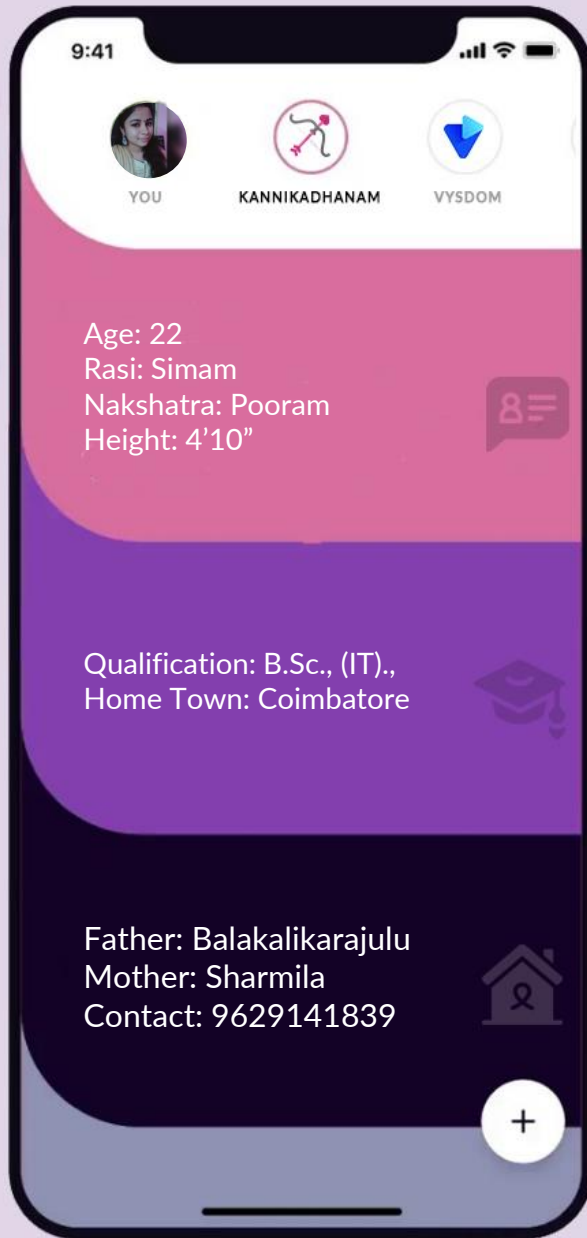 9:41
YOU
KANNIKADHANAM
VYSDOM
Age: 22
Rasi: Simam
Nakshatra: Pooram
Height: 4’10”
Qualification: B.Sc., (IT).,
Home Town: Coimbatore
Father: Balakalikarajulu
Mother: Sharmila
Contact: 9629141839